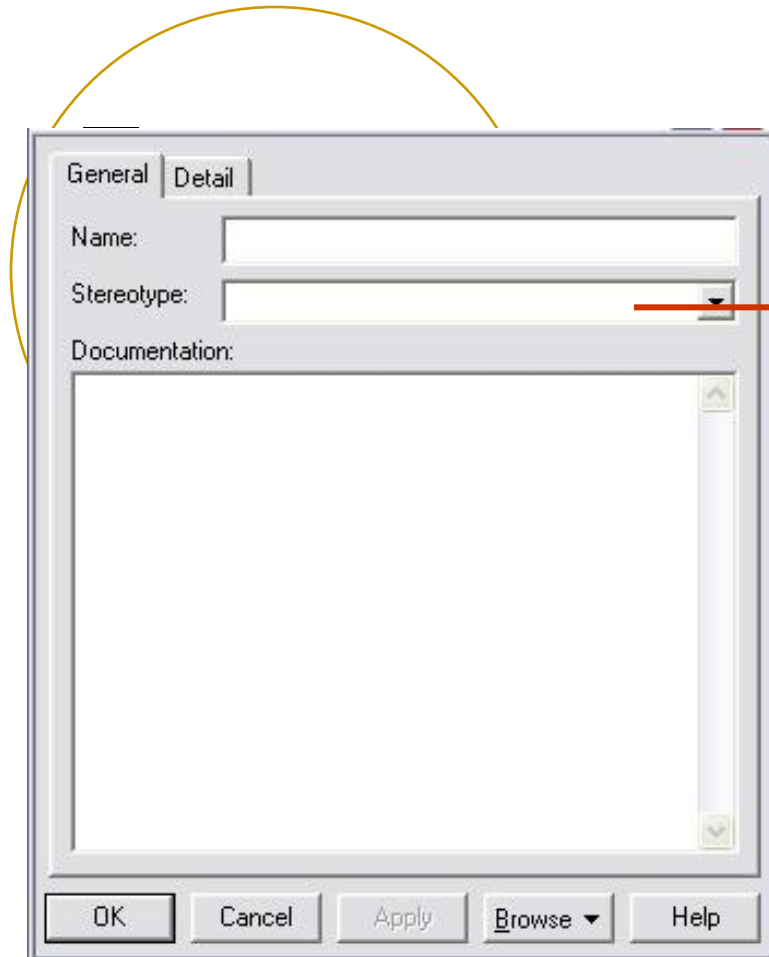 General Detail
Name:
Stereotype:
Documentation:
OK Cancel Apply Browse Help